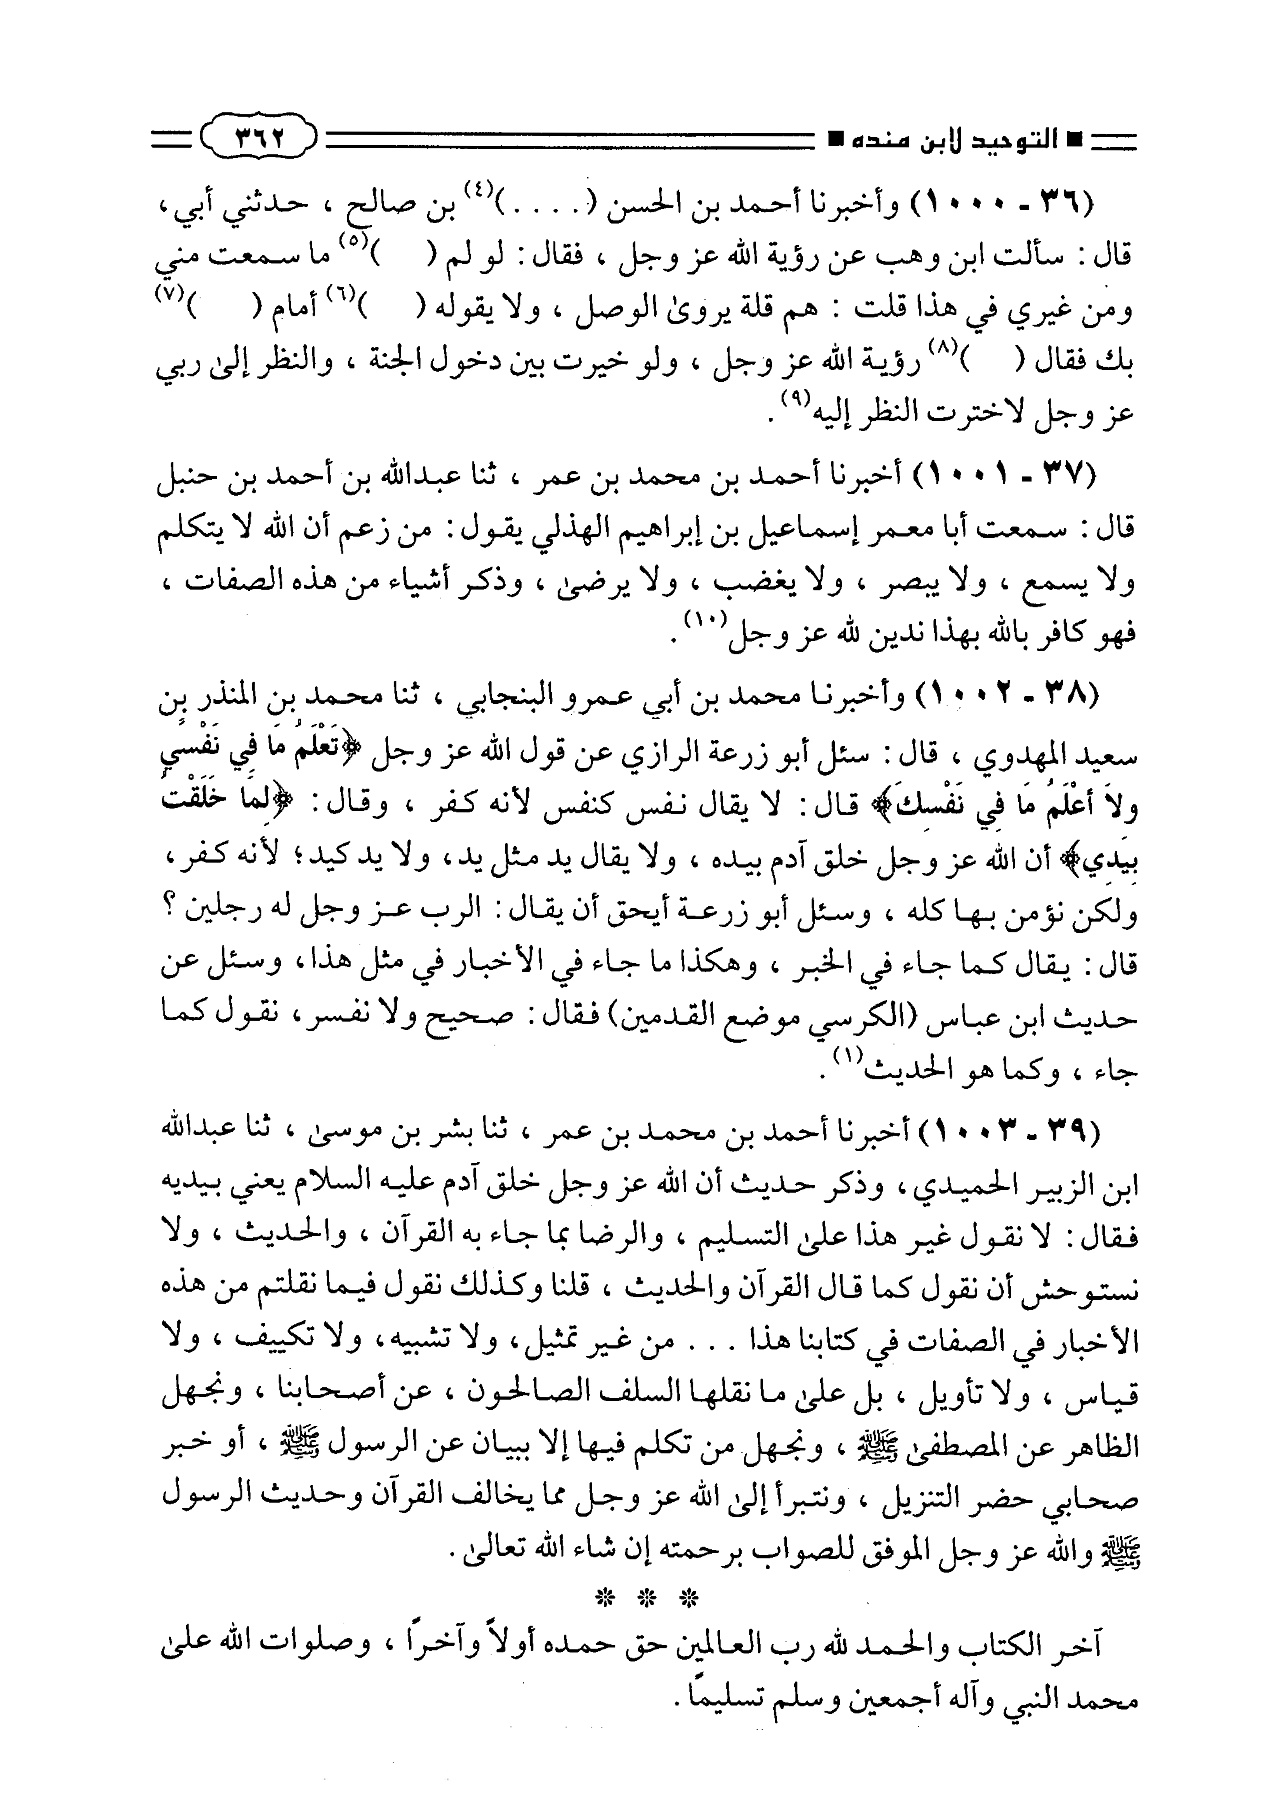 ■ التوحيد لابن منده ■ ٣٦٢
(٣٦ - ١٠٠٠) وأخبرنا أحمد بن الحسن (. . . .)(٤) بن صالح ، حدثني أبي،
قال : سألت ابن وهب عن رؤية الله عز وجل ، فقال : لو لم ( )(٥) ما سمعت مني
ومن غيري في هذا قلت : هم قلة يروىٰ الوصل ، ولا يقوله ( )(٦) أمام ( )(٧)
بك فقال ( )(٨) رؤية الله عز وجل ، ولو خيرت بين دخول الجنة ، والنظر إلىٰ ربي
عز وجل لاخترت النظر إليه(٩).
(٣٧ - ١٠٠١) أخبرنا أحمد بن محمد بن عمر ، ثنا عبدالله بن أحمد بن حنبل
قال : سمعت أبا معمر إسماعيل بن إبراهيم الهذلي يقول : من زعم أن الله لا يتكلم
ولا يسمع ، ولا يبصر ، ولا يغضب ، ولا يرضىٰ ، وذكر أشياء من هذه الصفات ،
فهو كافر بالله بهذا ندين لله عز وجل(١٠).
(٣٨ - ١٠٠٢) وأخبرنا محمد بن أبي عمرو البنجابي ، ثنا محمد بن المنذر بن
سعيد المهدوي ، قال : سئل أبو زرعة الرازي عن قول الله عز وجل ﴿تَعْلَمُ مَا فِي نَفْسِي
ولاَ أعْلَمُ مَا فِي نَفْسِكَ﴾ قال : لا يقال نفس كنفس لأنه كفر ، وقال : ﴿لِمَا خَلَقْتُ
بِيَدِي﴾ أن الله عز وجل خلق آدم بيده ، ولا يقال يد مثل يد، ولا يد كيد؛ لأنه كفر،
ولكن نؤمن بها كله ، وسئل أبو زرعة أيحق أن يقال : الرب عز وجل له رجلين ؟
قال : يقال كما جاء في الخبر ، وهكذا ما جاء في الأخبار في مثل هذا، وسئل عن
حديث ابن عباس (الكرسي موضع القدمين) فقال : صحيح ولا نفسر، نقول كما
جاء ، وكما هو الحديث(١).
(٣٩ - ١٠٠٣) أخبرنا أحمد بن محمد بن عمر ، ثنا بشر بن موسىٰ ، ثنا عبدالله
ابن الزبير الحميدي، وذكر حديث أن الله عز وجل خلق آدم عليه السلام يعني بيديه
فقال : لا نقول غير هذا علىٰ التسليم ، والرضا بما جاء به القرآن ، والحديث ، ولا
نستوحش أن نقول كما قال القرآن والحديث ، قلنا وكذلك نقول فيما نقلتم من هذه
الأخبار في الصفات في كتابنا هذا . . . من غير تمثيل، ولا تشبيه، ولا تكييف ، ولا
قياس ، ولا تأويل ، بل علىٰ ما نقلها السلف الصالحون ، عن أصحابنا ، ونجهل
الظاهر عن المصطفىٰ ﷺ ، ونجهل من تكلم فيها إلا ببيان عن الرسول ﷺ ، أو خبر
صحابي حضر التنزيل ، ونتبرأ إلىٰ الله عز وجل مما يخالف القرآن وحديث الرسول
ﷺ والله عز وجل الموفق للصواب برحمته إن شاء الله تعالىٰ .
* * *
آخر الكتاب والحمد لله رب العالمين حق حمده أولاً وآخراً ، وصلوات الله علىٰ
محمد النبي وآله أجمعين وسلم تسليماً .